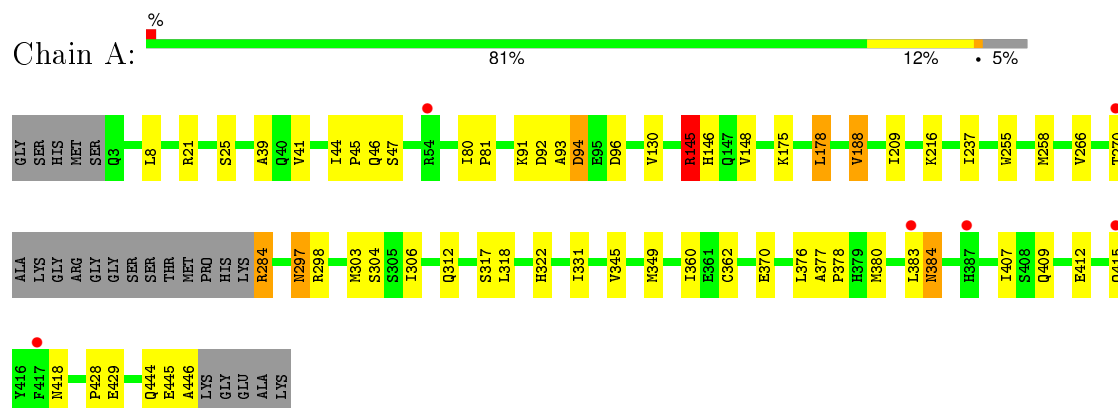 %
Chain A:
81% 12% • 5%
GLY SER HIS MET SER Q3 L8 R21 S25 A39 Q40 V41 I44 P45 Q46 S47 R54 I80 P81 K91 D92 A93 D94 E95 D96 V130 R145 H146 Q147 V148 K175 L178 V188 I209 K216 I237 W255 M258 V266
ALA LYS GLY ARG GLY GLY SER SER THR MET PRO HIS LYS R284 N297 R298 M303 S304 S305 I306 Q312 S317 L318 H322 I331 V345 M349 I360 E361 C362 E370 L376 A377 P378 H379 M380 L383 N384 H387 I407 S408 Q409 E412
Y416 F417 N418 P428 E429 Q444 E445 A446 LYS GLY GLU ALA LYS